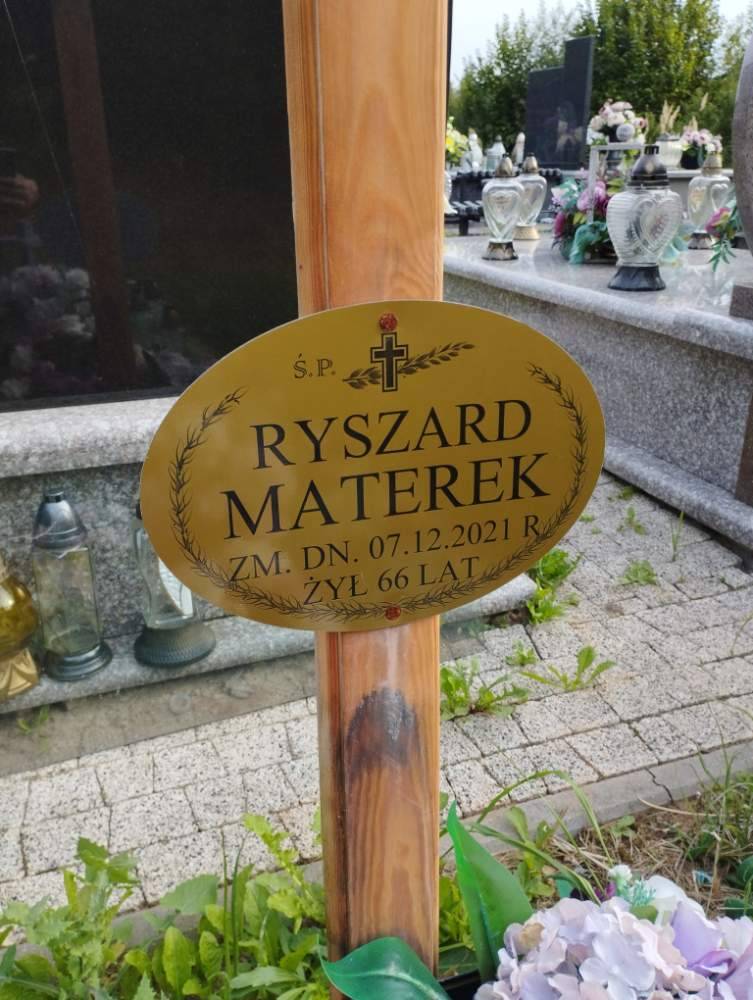 Ś.P.
RYSZARD
MATEREK
ZM. DN. 07.12.2021 R
ŻYŁ 66 LAT